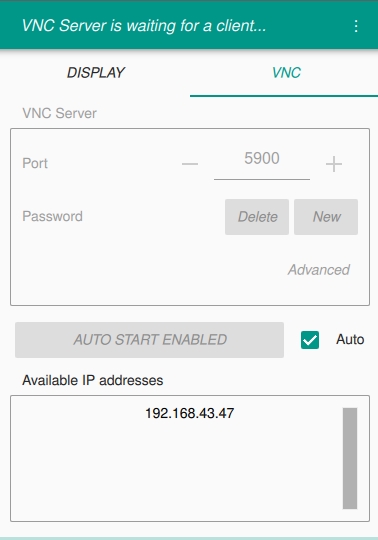 VNC Server is waiting for a client...
DISPLAY
VNC
VNC Server
Port
5900
Password
Delete
New
Advanced
AUTO START ENABLED
Auto
Available IP addresses
192.168.43.47